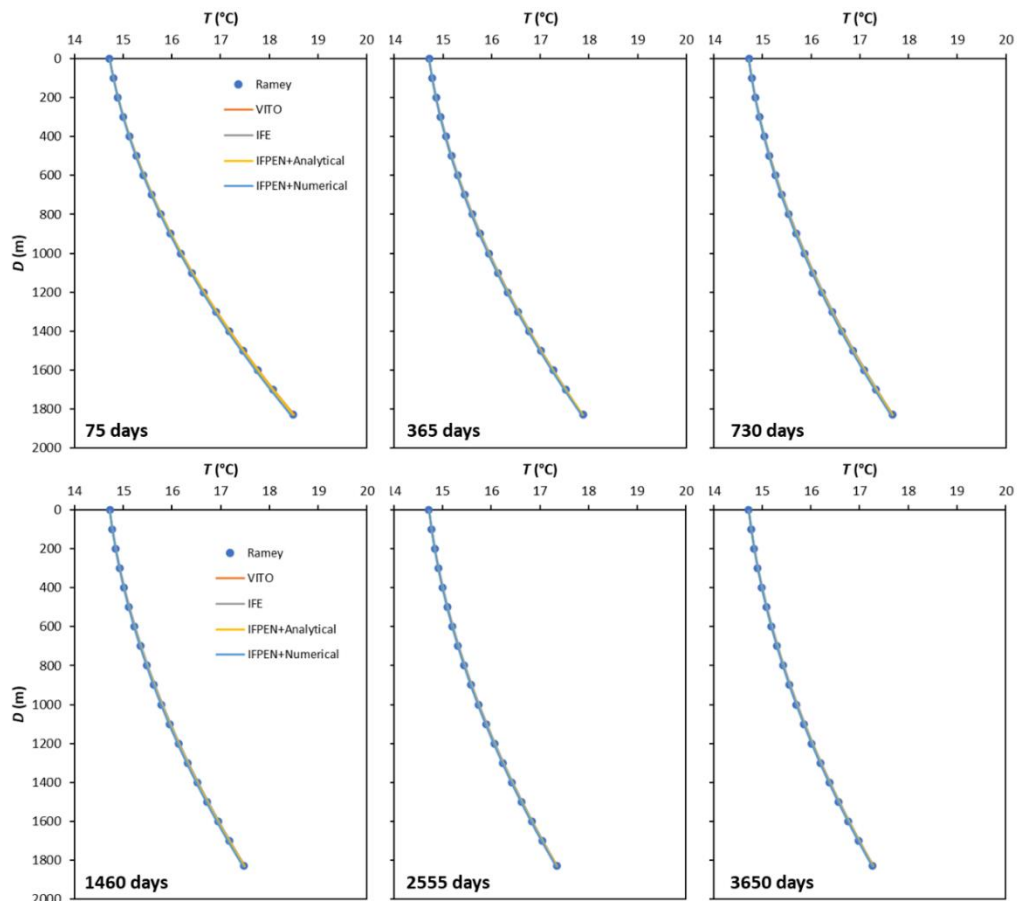 T (°C) T (°C) T (°C)
14 15 16 17 18 19 20 14 15 16 17 18 19 20 14 15 16 17 18 19 20
0
Ramey
200
VITO
IFE
400
IFPEN+Analytical
IFPEN+Numerical
600
800
D (m)
1000
1200
1400
1600
1800
75 days 365 days 730 days
2000
T (°C) T (°C) T (°C)
14 15 16 17 18 19 20 14 15 16 17 18 19 20 14 15 16 17 18 19 20
0
Ramey
200
VITO
IFE
400
IFPEN+Analytical
600
IFPEN+Numerical
800
D (m)
1000
1200
1400
1600
1800
1460 days 2555 days 3650 days
2000